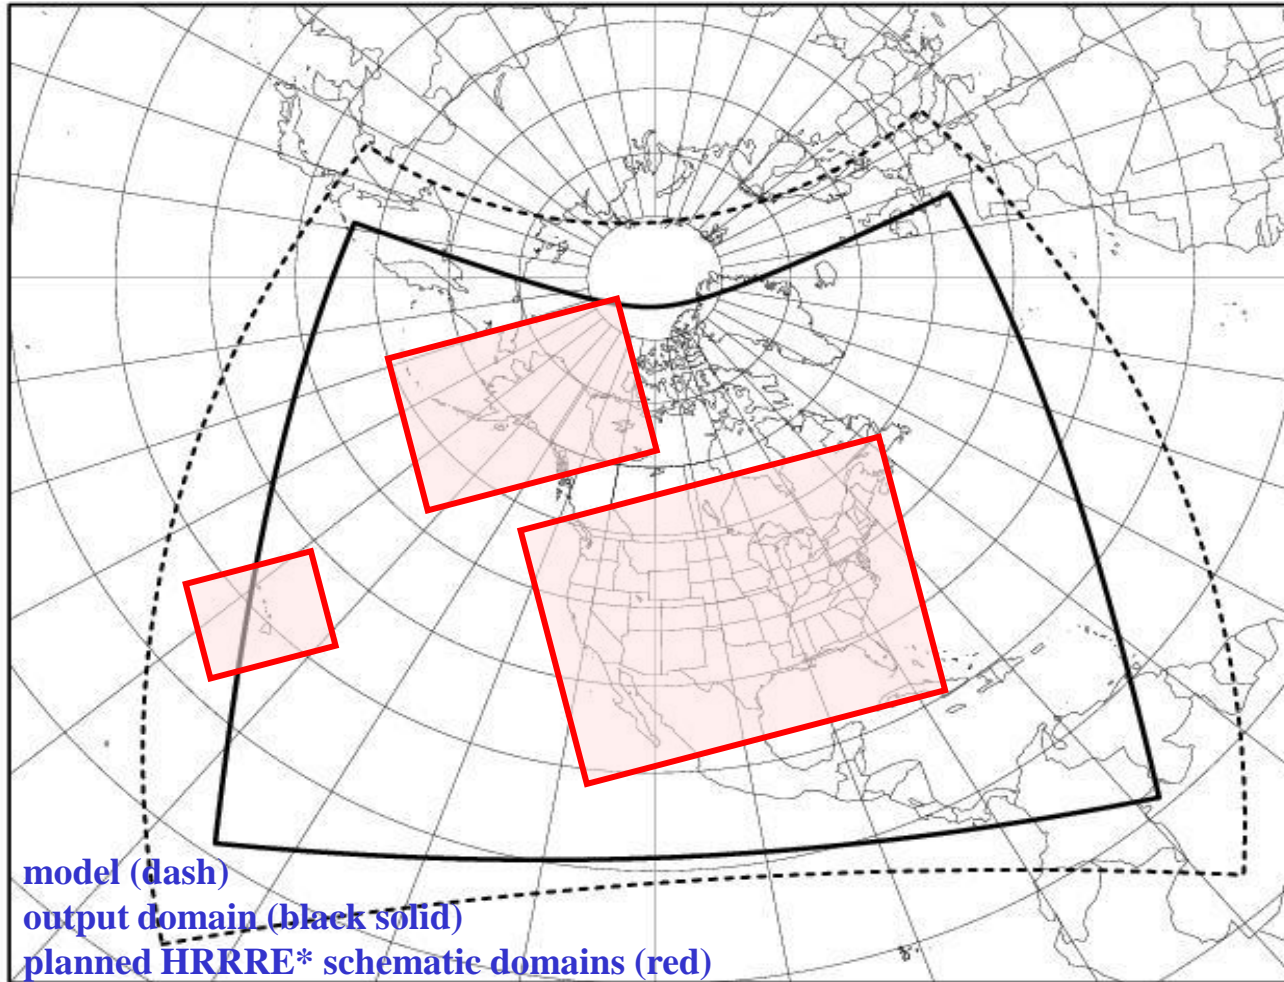 model (dash)
output domain (black solid)
planned HRRRE* schematic domains (red)